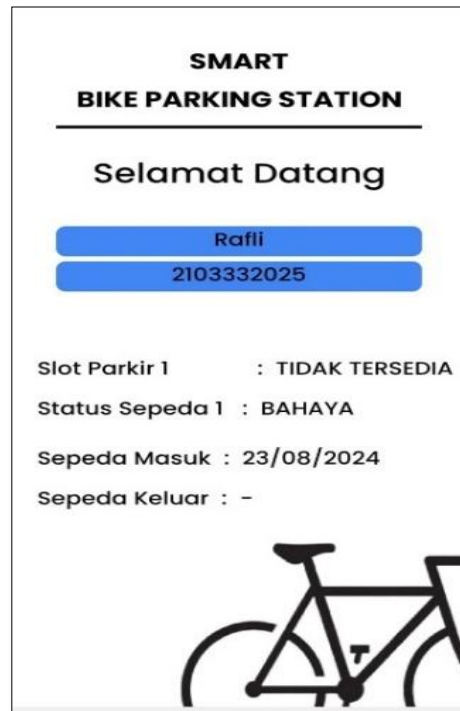 SMART
BIKE PARKING STATION
Selamat Datang
Rafli
2103332025
Slot Parkir 1 : TIDAK TERSEDIA
Status Sepeda 1 : BAHAYA
Sepeda Masuk : 23/08/2024
Sepeda Keluar : -